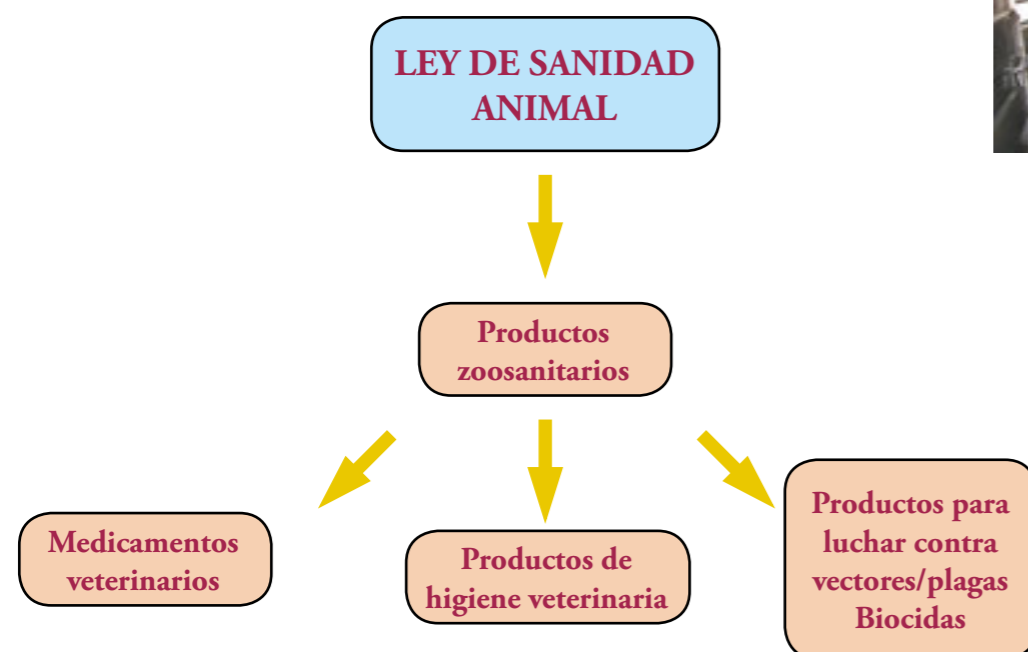 LEY DE SANIDAD
ANIMAL
Productos
zoosanitarios
Medicamentos
veterinarios
Productos de
higiene veterinaria
Productos para
luchar contra
vectores/plagas
Biocidas